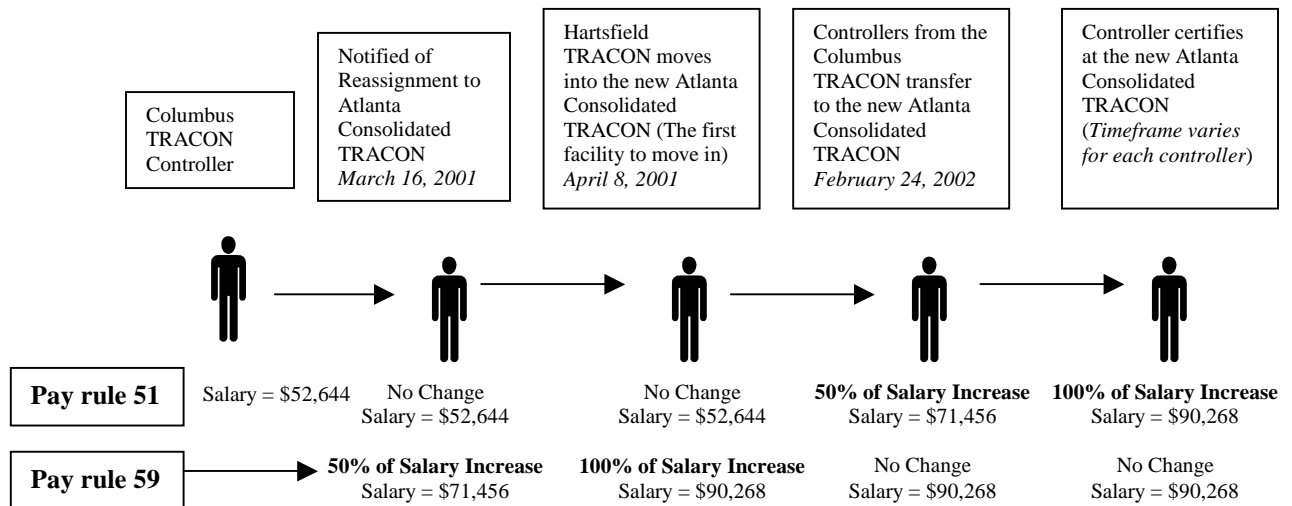 Columbus
TRACON
Controller
Notified of
Reassignment to
Atlanta
Consolidated
TRACON
March 16, 2001
Hartsfield
TRACON moves
into the new Atlanta
Consolidated
TRACON (The first
facility to move in)
April 8, 2001
Controllers from the
Columbus
TRACON transfer
to the new Atlanta
Consolidated
TRACON
February 24, 2002
Controller certifies
at the new Atlanta
Consolidated
TRACON
(Timeframe varies
for each controller)
Pay rule 51
Salary = $52,644
No Change
Salary = $52,644
No Change
Salary = $52,644
50% of Salary Increase
Salary = $71,456
100% of Salary Increase
Salary = $90,268
Pay rule 59
50% of Salary Increase
Salary = $71,456
100% of Salary Increase
Salary = $90,268
No Change
Salary = $90,268
No Change
Salary = $90,268